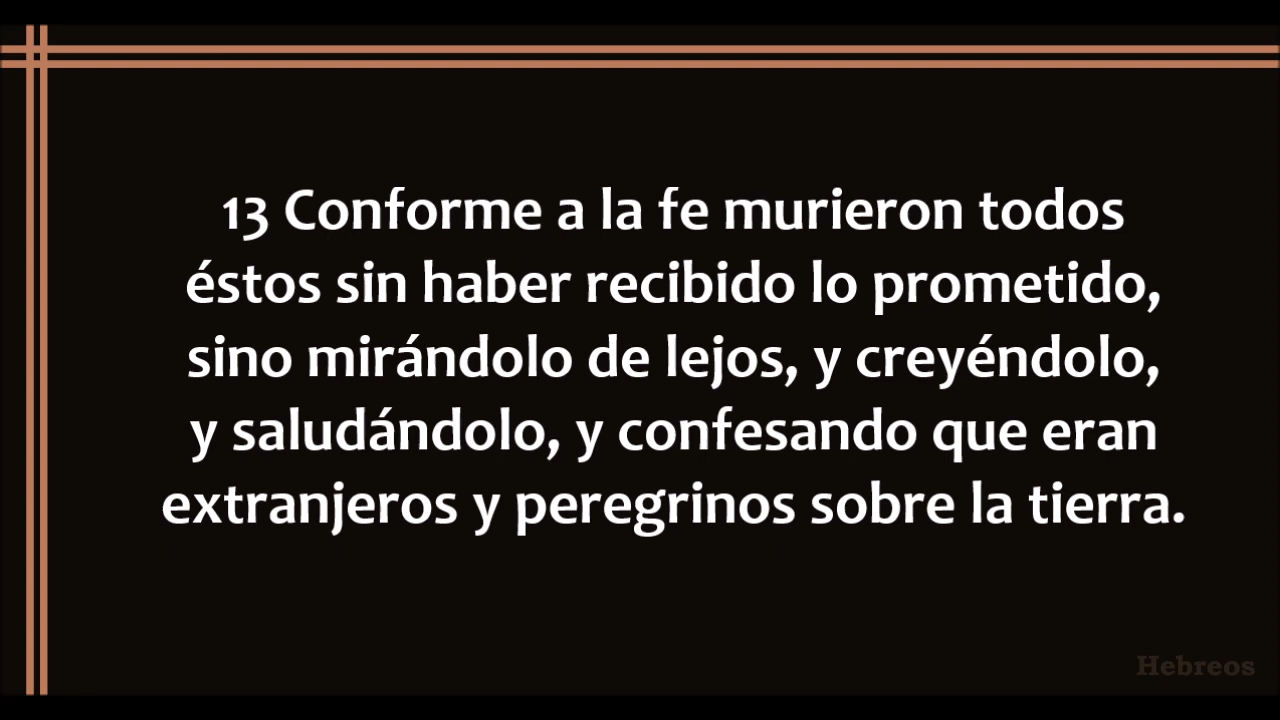 13 Conforme a la fe murieron todos
éstos sin haber recibido lo prometido,
sino mirándolo de lejos, y creyéndolo,
y saludándolo, y confesando que eran
extranjeros y peregrinos sobre la tierra.
Hebreos